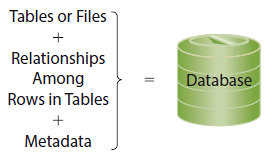 Tables or Files
+
Relationships
Among
Rows in Tables
+
Metadata
=
Database